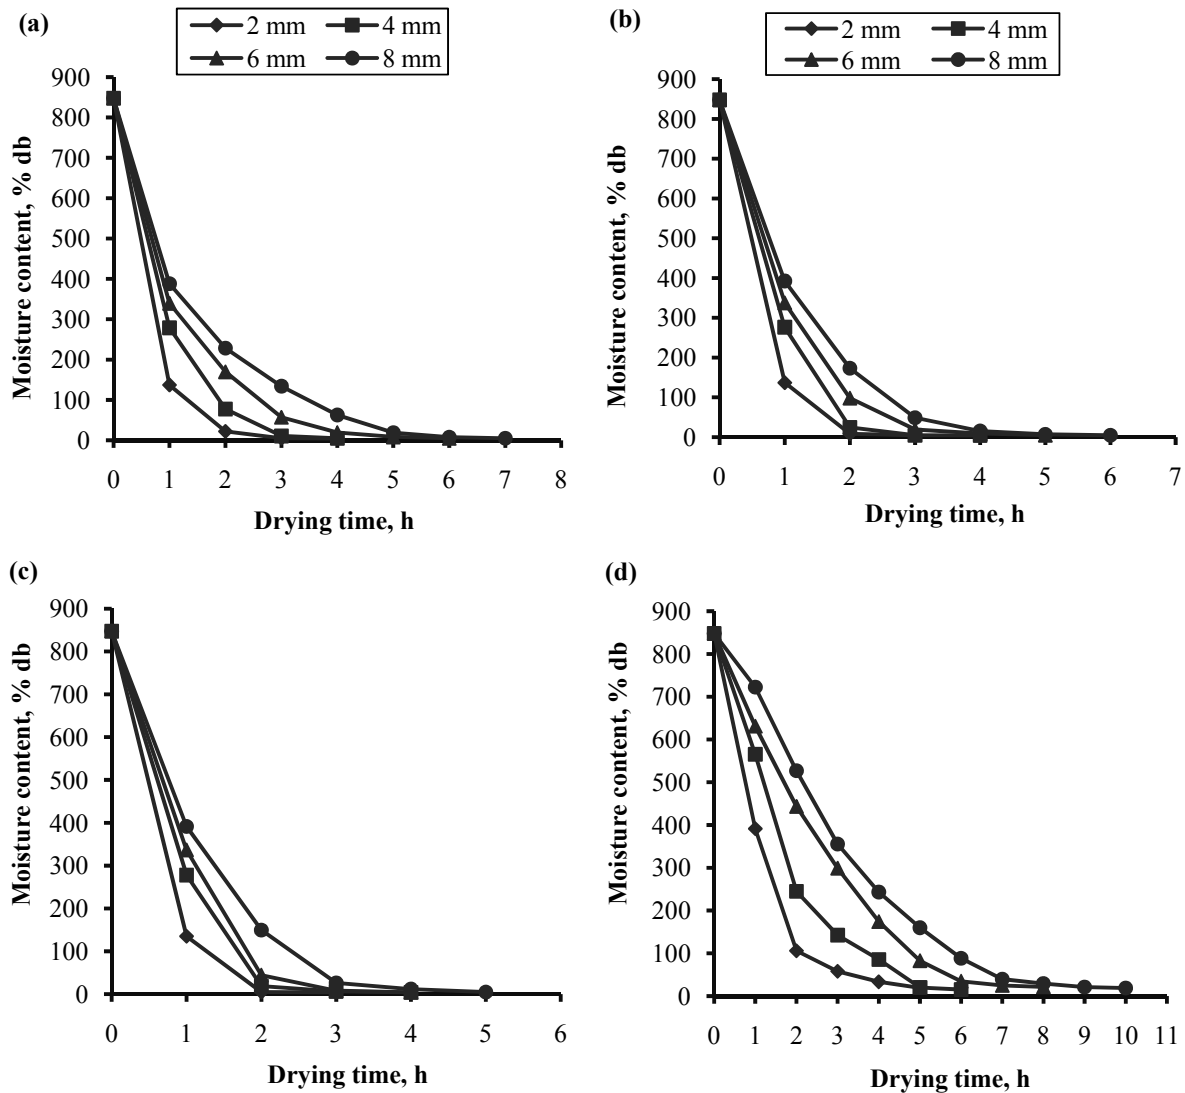 (a)
2 mm 4 mm
6 mm 8 mm
900
800
700
600
500
400
300
200
100
0
Moisture content, % db
0 1 2 3 4 5 6 7 8
Drying time, h
(b)
2 mm 4 mm
6 mm 8 mm
900
800
700
600
500
400
300
200
100
0
Moisture content, % db
0 1 2 3 4 5 6 7
Drying time, h
(c)
900
800
700
600
500
400
300
200
100
0
Moisture content, % db
0 1 2 3 4 5 6
Drying time, h
(d)
900
800
700
600
500
400
300
200
100
0
Moisture content, % db
0 1 2 3 4 5 6 7 8 9 10 11
Drying time, h